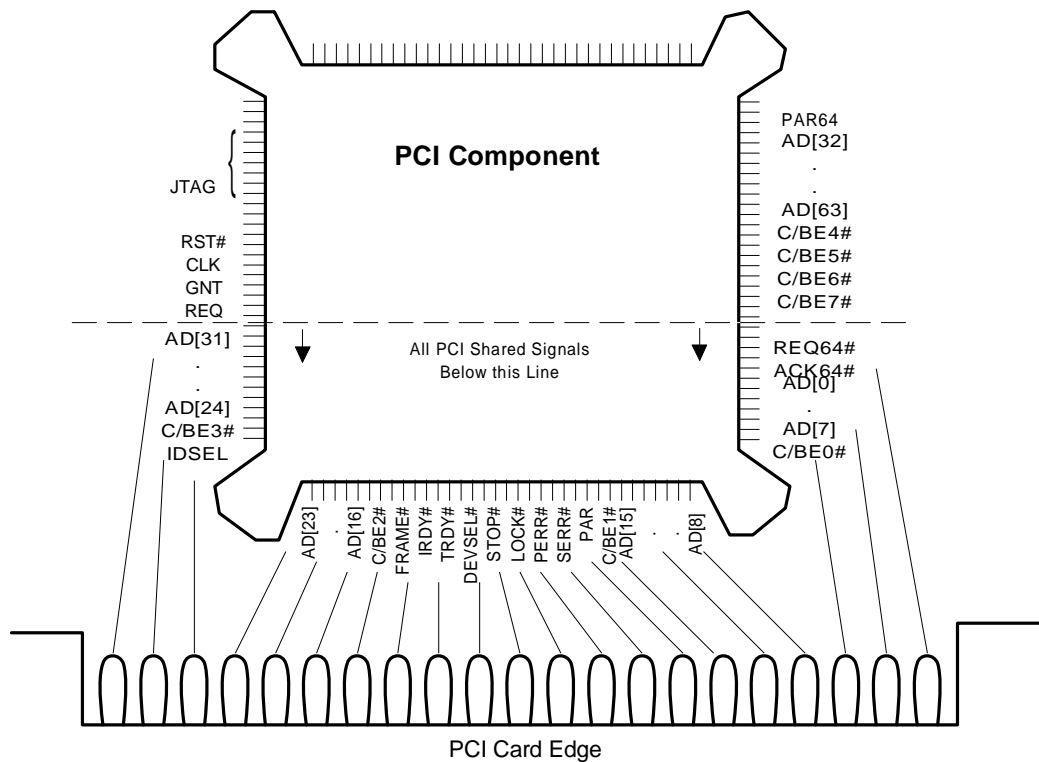 PCI Component
JTAG
{
RST#
CLK
GNT
REQ
AD[31]
.
.
AD[24]
C/BE3#
IDSEL
PAR64
AD[32]
.
.
AD[63]
C/BE4#
C/BE5#
C/BE6#
C/BE7#
All PCI Shared Signals
Below this Line
REQ64#
ACK64#
AD[0]
.
AD[7]
C/BE0#
AD[23]
.
AD[16]
C/BE2#
FRAME#
IRDY#
TRDY#
DEVSEL#
STOP#
LOCK#
PERR#
SERR#
PAR
C/BE1#
AD[15]
.
.
AD[8]
PCI Card Edge